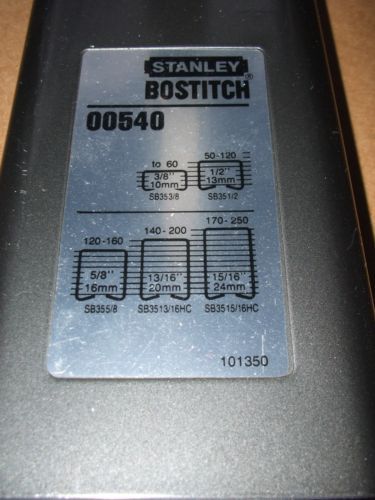 STANLEY®
BOSTITCH
00540
to 60
3/8" 10mm
SB353/8
50-120
1/2" 13mm
SB351/2
120-160
5/8" 16mm
SB355/8
140-200
13/16" 20mm
SB3513/16HC
170-250
15/16" 24mm
SB3515/16HC
101350